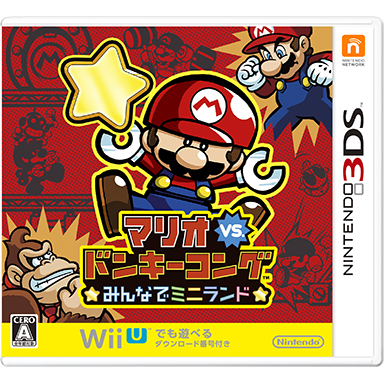 NINTENDO
NETWORK
NINTENDO 3DS
マリオ VS.
ドンキーコング
みんなでミニランド
CERO
A
Wii U でも遊べる
ダウンロード番号付き
Nintendo